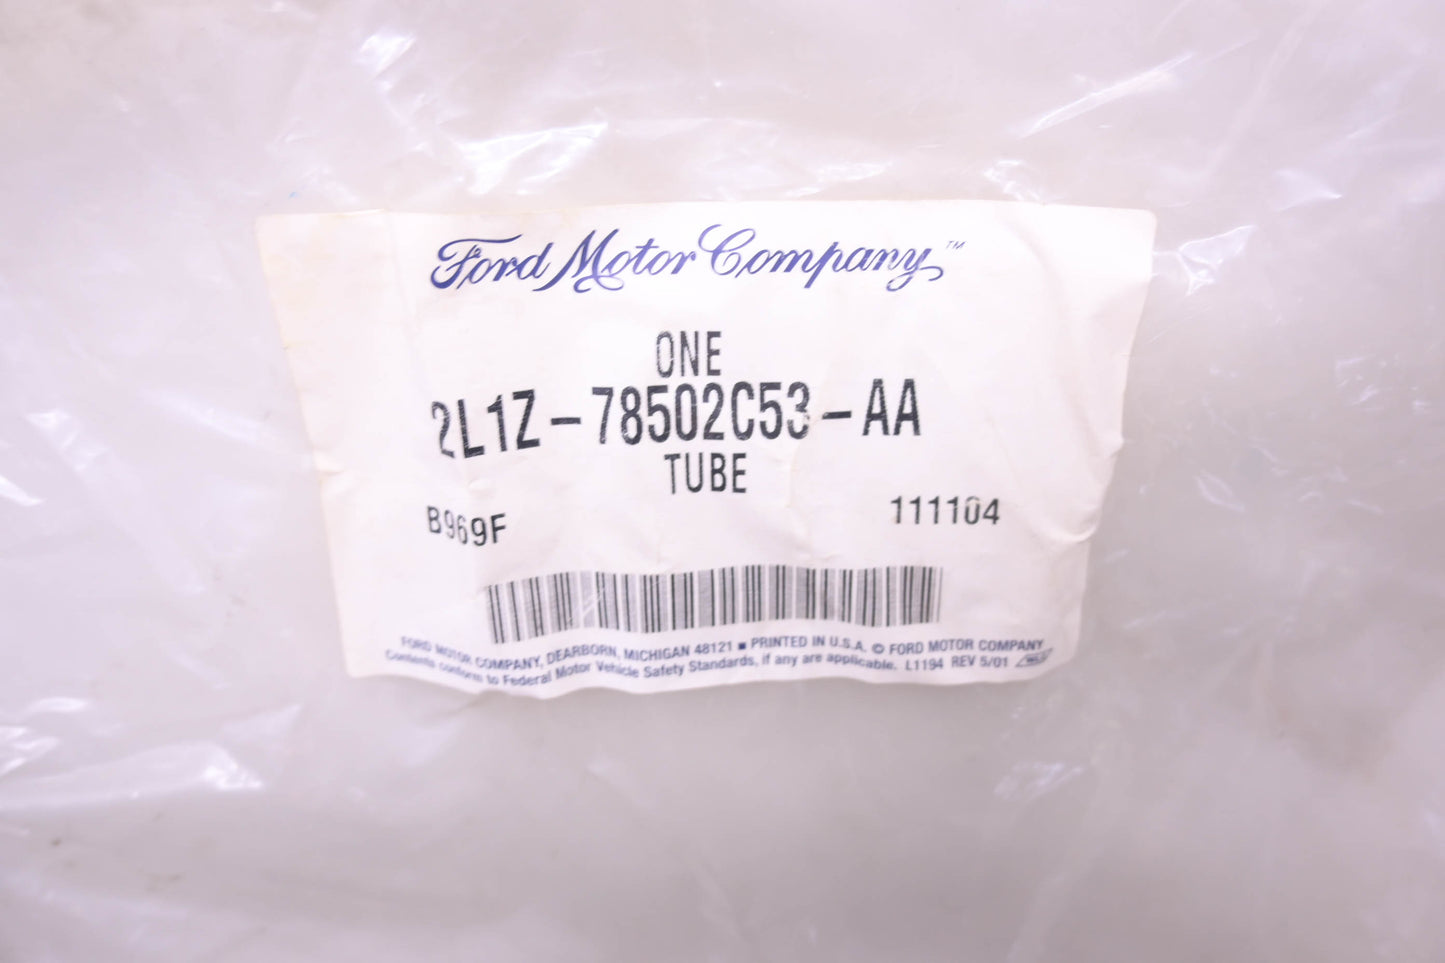 Ford Motor Company™
ONE
2L1Z-78502C53-AA
TUBE
B969F 111104
FORD MOTOR COMPANY, DEARBORN, MICHIGAN 48121 ■ PRINTED IN U.S.A. © FORD MOTOR COMPANY
Contents conform to Federal Motor Vehicle Safety Standards, if any are applicable. L1194 REV 5/01